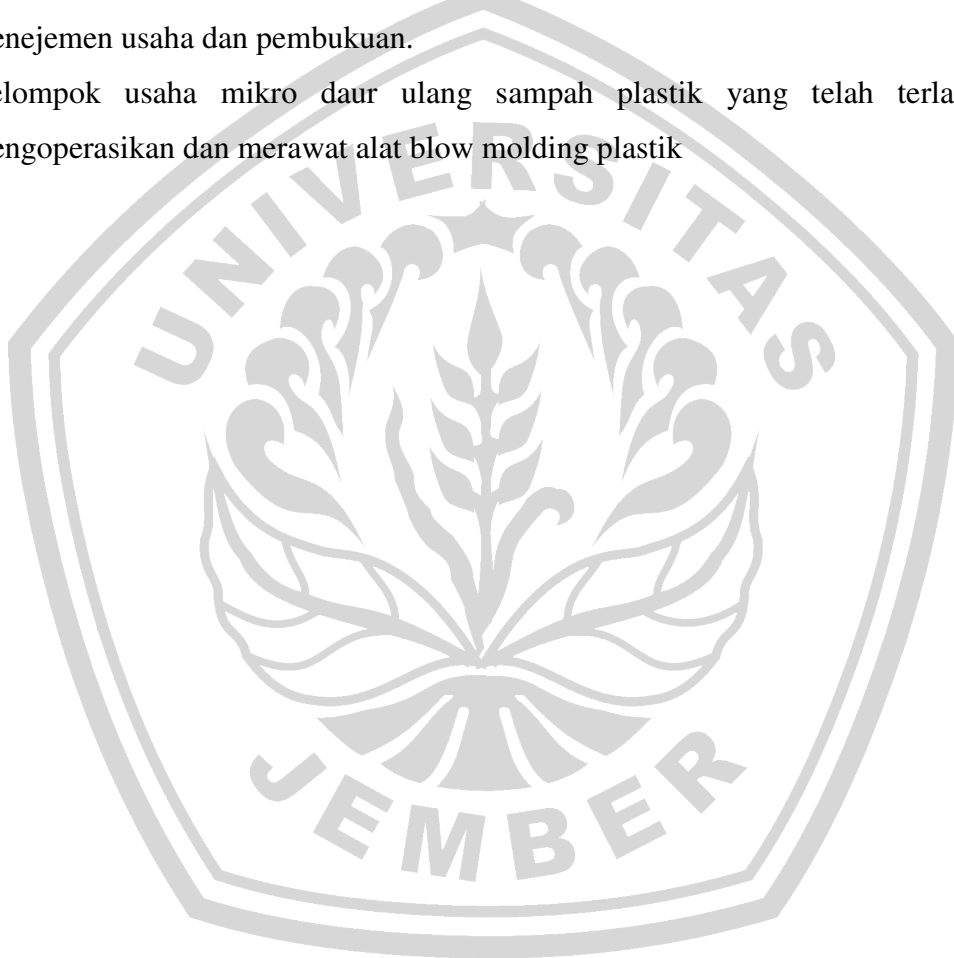 enejemen usaha dan pembukuan.
elompok usaha mikro daur ulang sampah plastik yang telah terla
engoperasikan dan merawat alat blow molding plastik
UNIVERSITAS
JEMBER